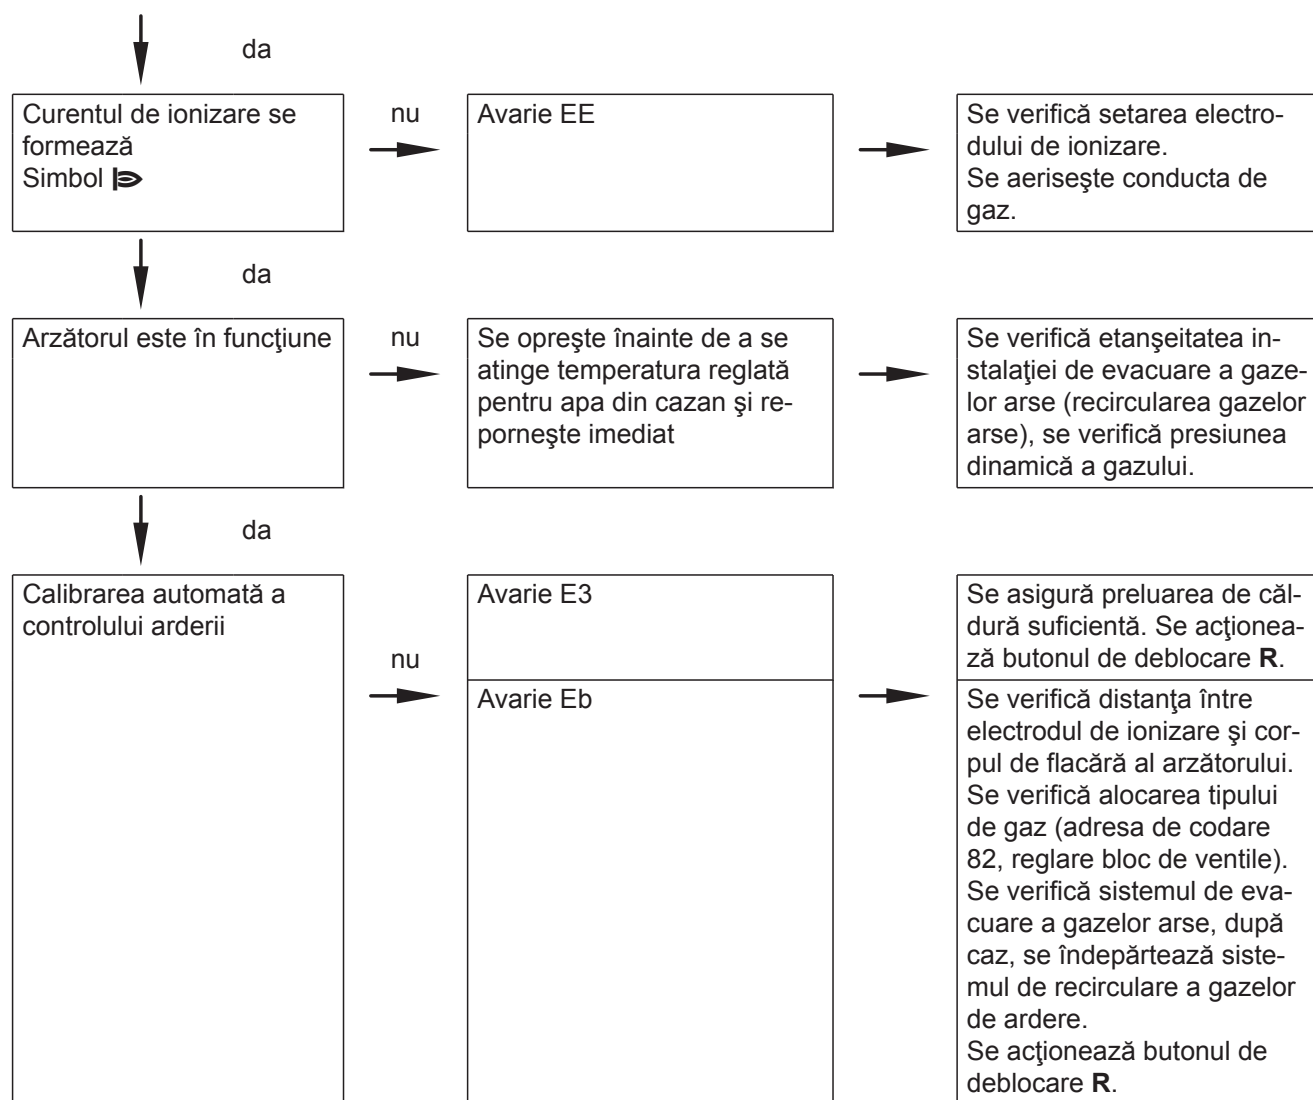 da
Curentul de ionizare se
formează
Simbol
nu
Avarie EE
Se verifică setarea electro-
dului de ionizare.
Se aeriseşte conducta de
gaz.
da
Arzătorul este în funcţiune
nu
Se opreşte înainte de a se
atinge temperatura reglată
pentru apa din cazan şi re-
porneşte imediat
Se verifică etanşeitatea in-
stalaţiei de evacuare a gaze-
lor arse (recircularea gazelor
arse), se verifică presiunea
dinamică a gazului.
da
Calibrarea automată a
controlului arderii
nu
Avarie E3
Se asigură preluarea de căl-
dură suficientă. Se acţionea-
ză butonul de deblocare R.
Avarie Eb
Se verifică distanţa între
electrodul de ionizare şi cor-
pul de flacără al arzătorului.
Se verifică alocarea tipului
de gaz (adresa de codare
82, reglare bloc de ventile).
Se verifică sistemul de eva-
cuare a gazelor arse, după
caz, se îndepărtează siste-
mul de recirculare a gazelor
de ardere.
Se acţionează butonul de
deblocare R.